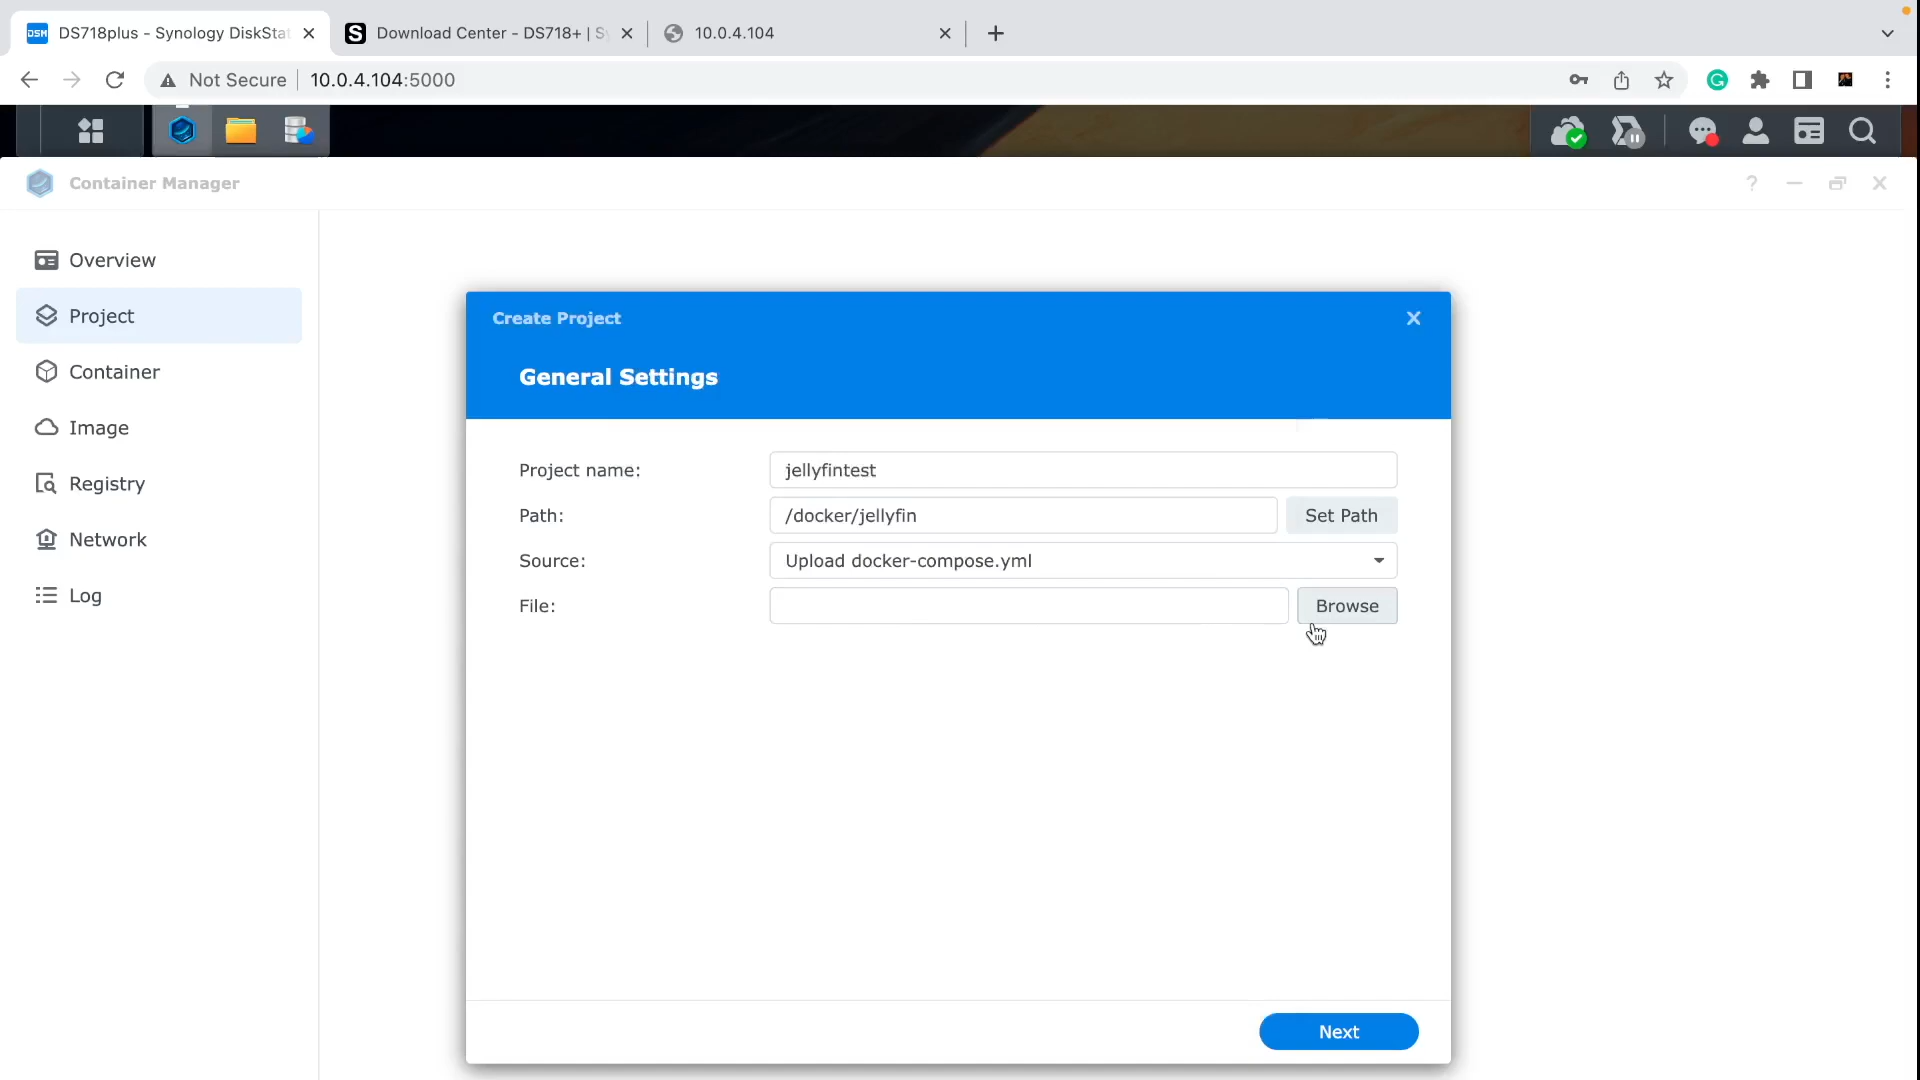 DSM DS718plus - Synology DiskSta
S Download Center - DS718+ | Sy
10.0.4.104
Not Secure 10.0.4.104:5000
Container Manager
Overview
Project
Container
Image
Registry
Network
Log
Create Project
General Settings
Project name: jellyfintest
Path: /docker/jellyfin Set Path
Source: Upload docker-compose.yml
File: Browse
Next